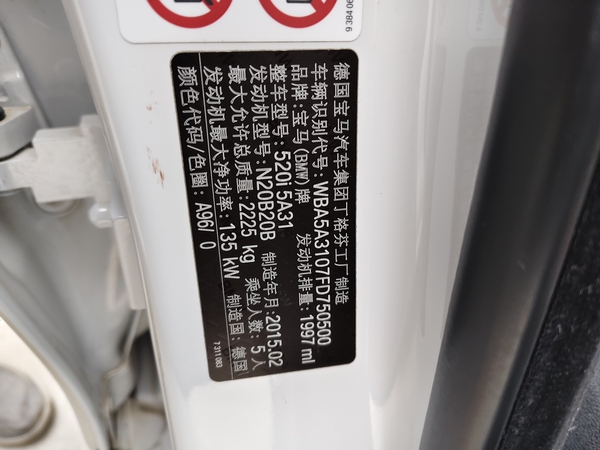 德国宝马汽车集团丁格芬工厂制造
车辆识别代号: WBA5A3107FD750500
品牌: 宝马 (BMW) 牌 发动机排量: 1997 ml
整车型号: 520i 5A31
发动机型号: N20B20B 制造年月: 2015.02
最大允许总质量: 2225 kg 乘坐人数: 5 人
发动机最大净功率: 135 kW 制造国: 德国
颜色代码/色圈: A96/ 0
7 311 083